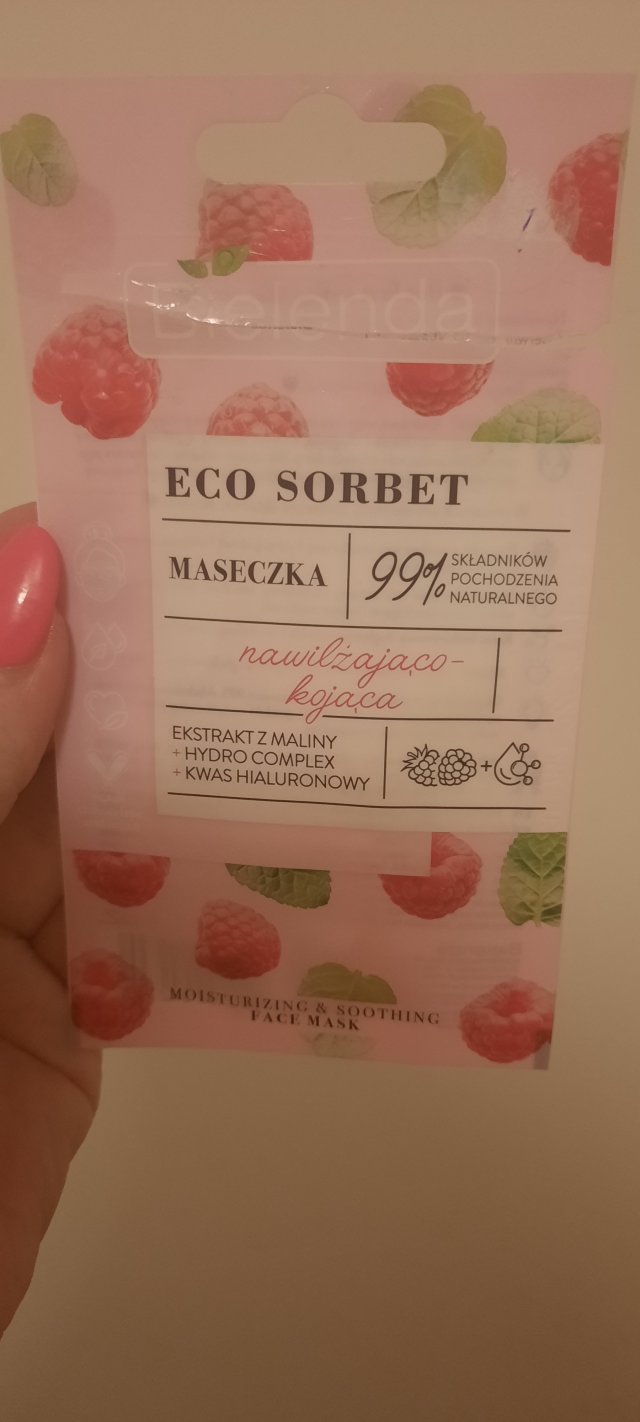 Bielenda
ECO SORBET
MASECZKA
99%
SKŁADNIKÓW
POCHODZENIA
NATURALNEGO
nawilżająco-
kojąca
EKSTRAKT Z MALINY
+ HYDRO COMPLEX
+ KWAS HIALURONOWY
+
MOISTURIZING & SOOTHING
FACE MASK